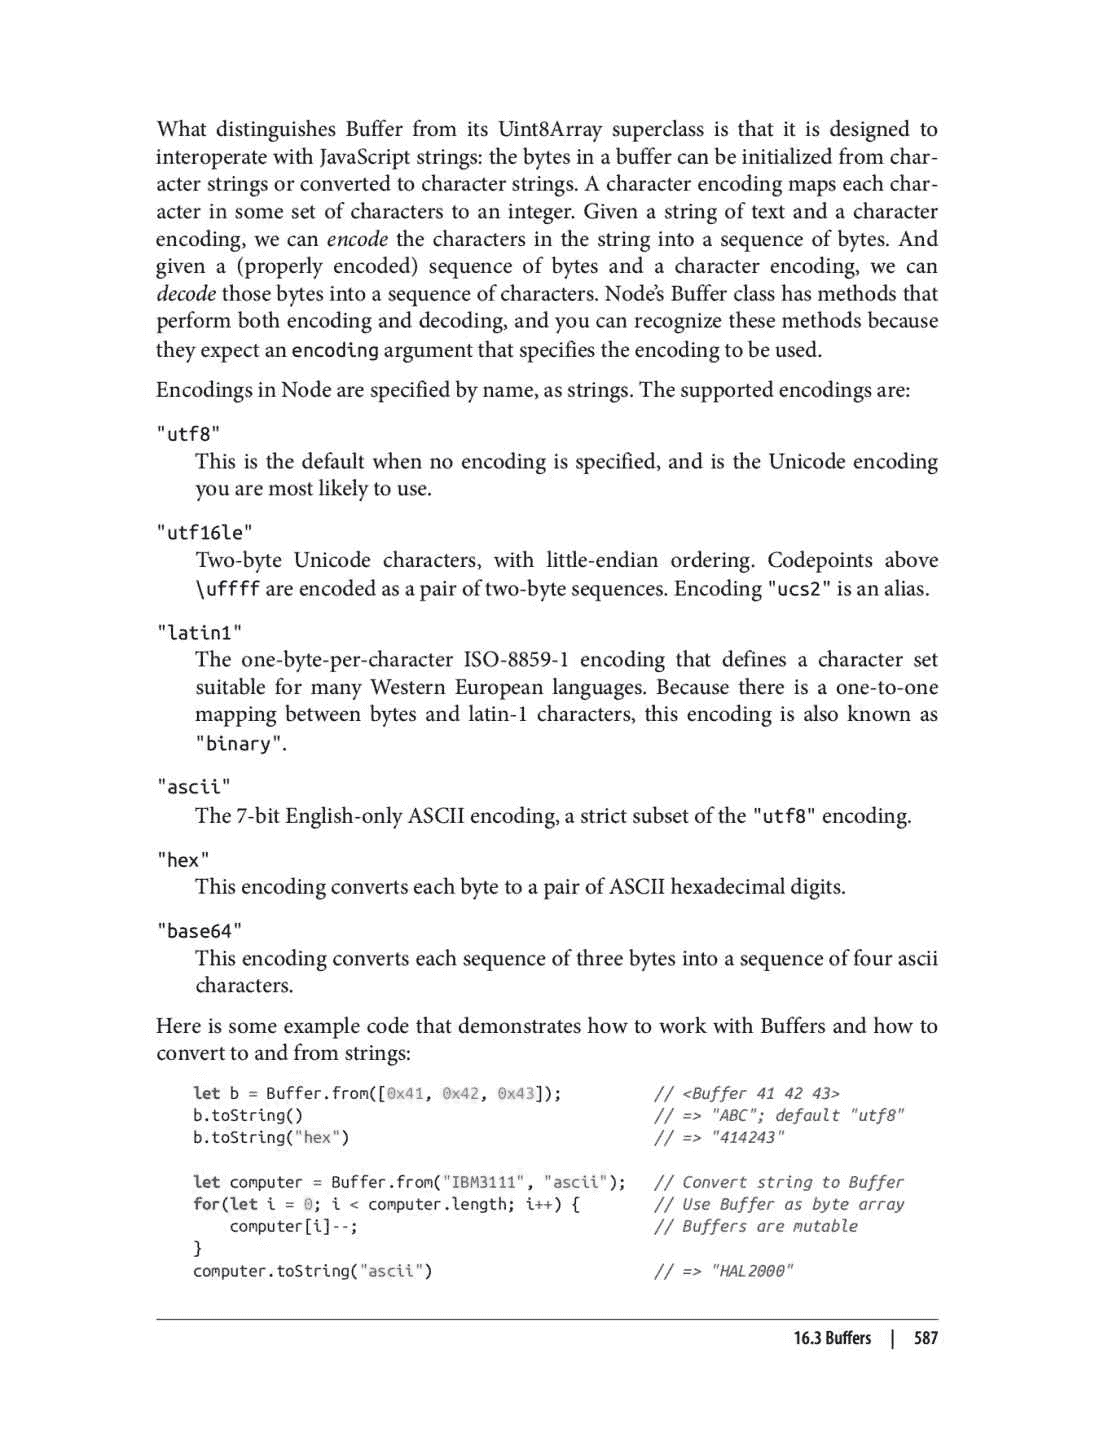 What distinguishes Buffer from its Uint8Array superclass is that it is designed to
interoperate with JavaScript strings: the bytes in a buffer can be initialized from char-
acter strings or converted to character strings. A character encoding maps each char-
acter in some set of characters to an integer. Given a string of text and a character
encoding, we can encode the characters in the string into a sequence of bytes. And
given a (properly encoded) sequence of bytes and a character encoding, we can
decode those bytes into a sequence of characters. Node’s Buffer class has methods that
perform both encoding and decoding, and you can recognize these methods because
they expect an encoding argument that specifies the encoding to be used.
Encodings in Node are specified by name, as strings. The supported encodings are:
"utf8"
This is the default when no encoding is specified, and is the Unicode encoding
you are most likely to use.
"utf16le"
Two-byte Unicode characters, with little-endian ordering. Codepoints above
\uffff are encoded as a pair of two-byte sequences. Encoding "ucs2" is an alias.
"latin1"
The one-byte-per-character ISO-8859-1 encoding that defines a character set
suitable for many Western European languages. Because there is a one-to-one
mapping between bytes and latin-1 characters, this encoding is also known as
"binary".
"ascii"
The 7-bit English-only ASCII encoding, a strict subset of the "utf8" encoding.
"hex"
This encoding converts each byte to a pair of ASCII hexadecimal digits.
"base64"
This encoding converts each sequence of three bytes into a sequence of four ascii
characters.
Here is some example code that demonstrates how to work with Buffers and how to
convert to and from strings:
let b = Buffer.from([0x41, 0x42, 0x43]); // <Buffer 41 42 43>
b.toString() // => "ABC"; default "utf8"
b.toString("hex") // => "414243"
let computer = Buffer.from("IBM3111", "ascii"); // Convert string to Buffer
for(let i = 0; i < computer.length; i++) { // Use Buffer as byte array
computer[i]--; // Buffers are mutable
}
computer.toString("ascii") // => "HAL2000"
16.3 Buffers | 587